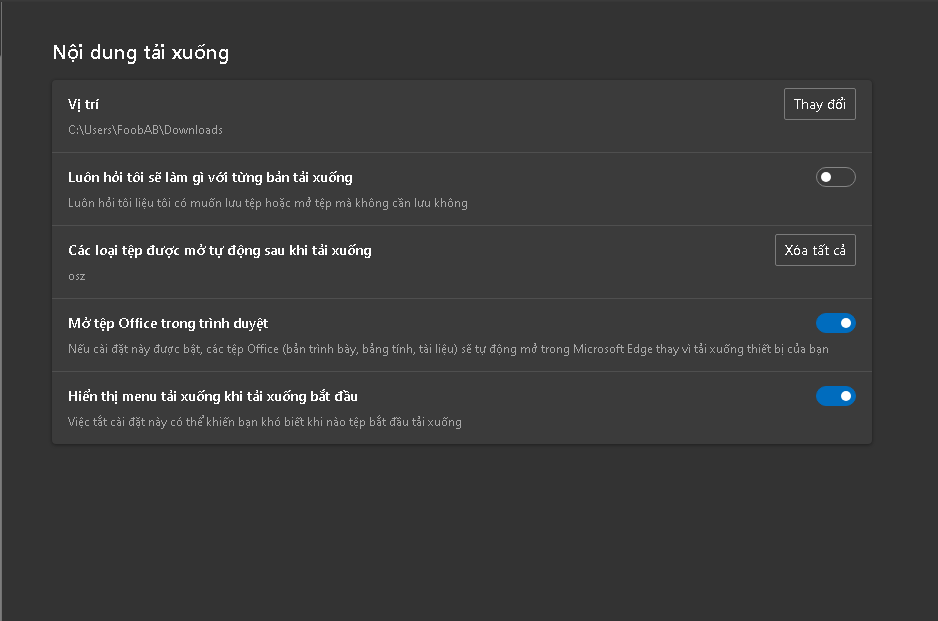 Nội dung tải xuống
Vị trí
Thay đổi
C:\Users\FoobAB\Downloads
Luôn hỏi tôi sẽ làm gì với từng bản tải xuống
Luôn hỏi tôi liệu tôi có muốn lưu tệp hoặc mở tệp mà không cần lưu không
Các loại tệp được mở tự động sau khi tải xuống
Xóa tất cả
osz
Mở tệp Office trong trình duyệt
Nếu cài đặt này được bật, các tệp Office (bản trình bày, bảng tính, tài liệu) sẽ tự động mở trong Microsoft Edge thay vì tải xuống thiết bị của bạn
Hiển thị menu tải xuống khi tải xuống bắt đầu
Việc tắt cài đặt này có thể khiến bạn khó biết khi nào tệp bắt đầu tải xuống